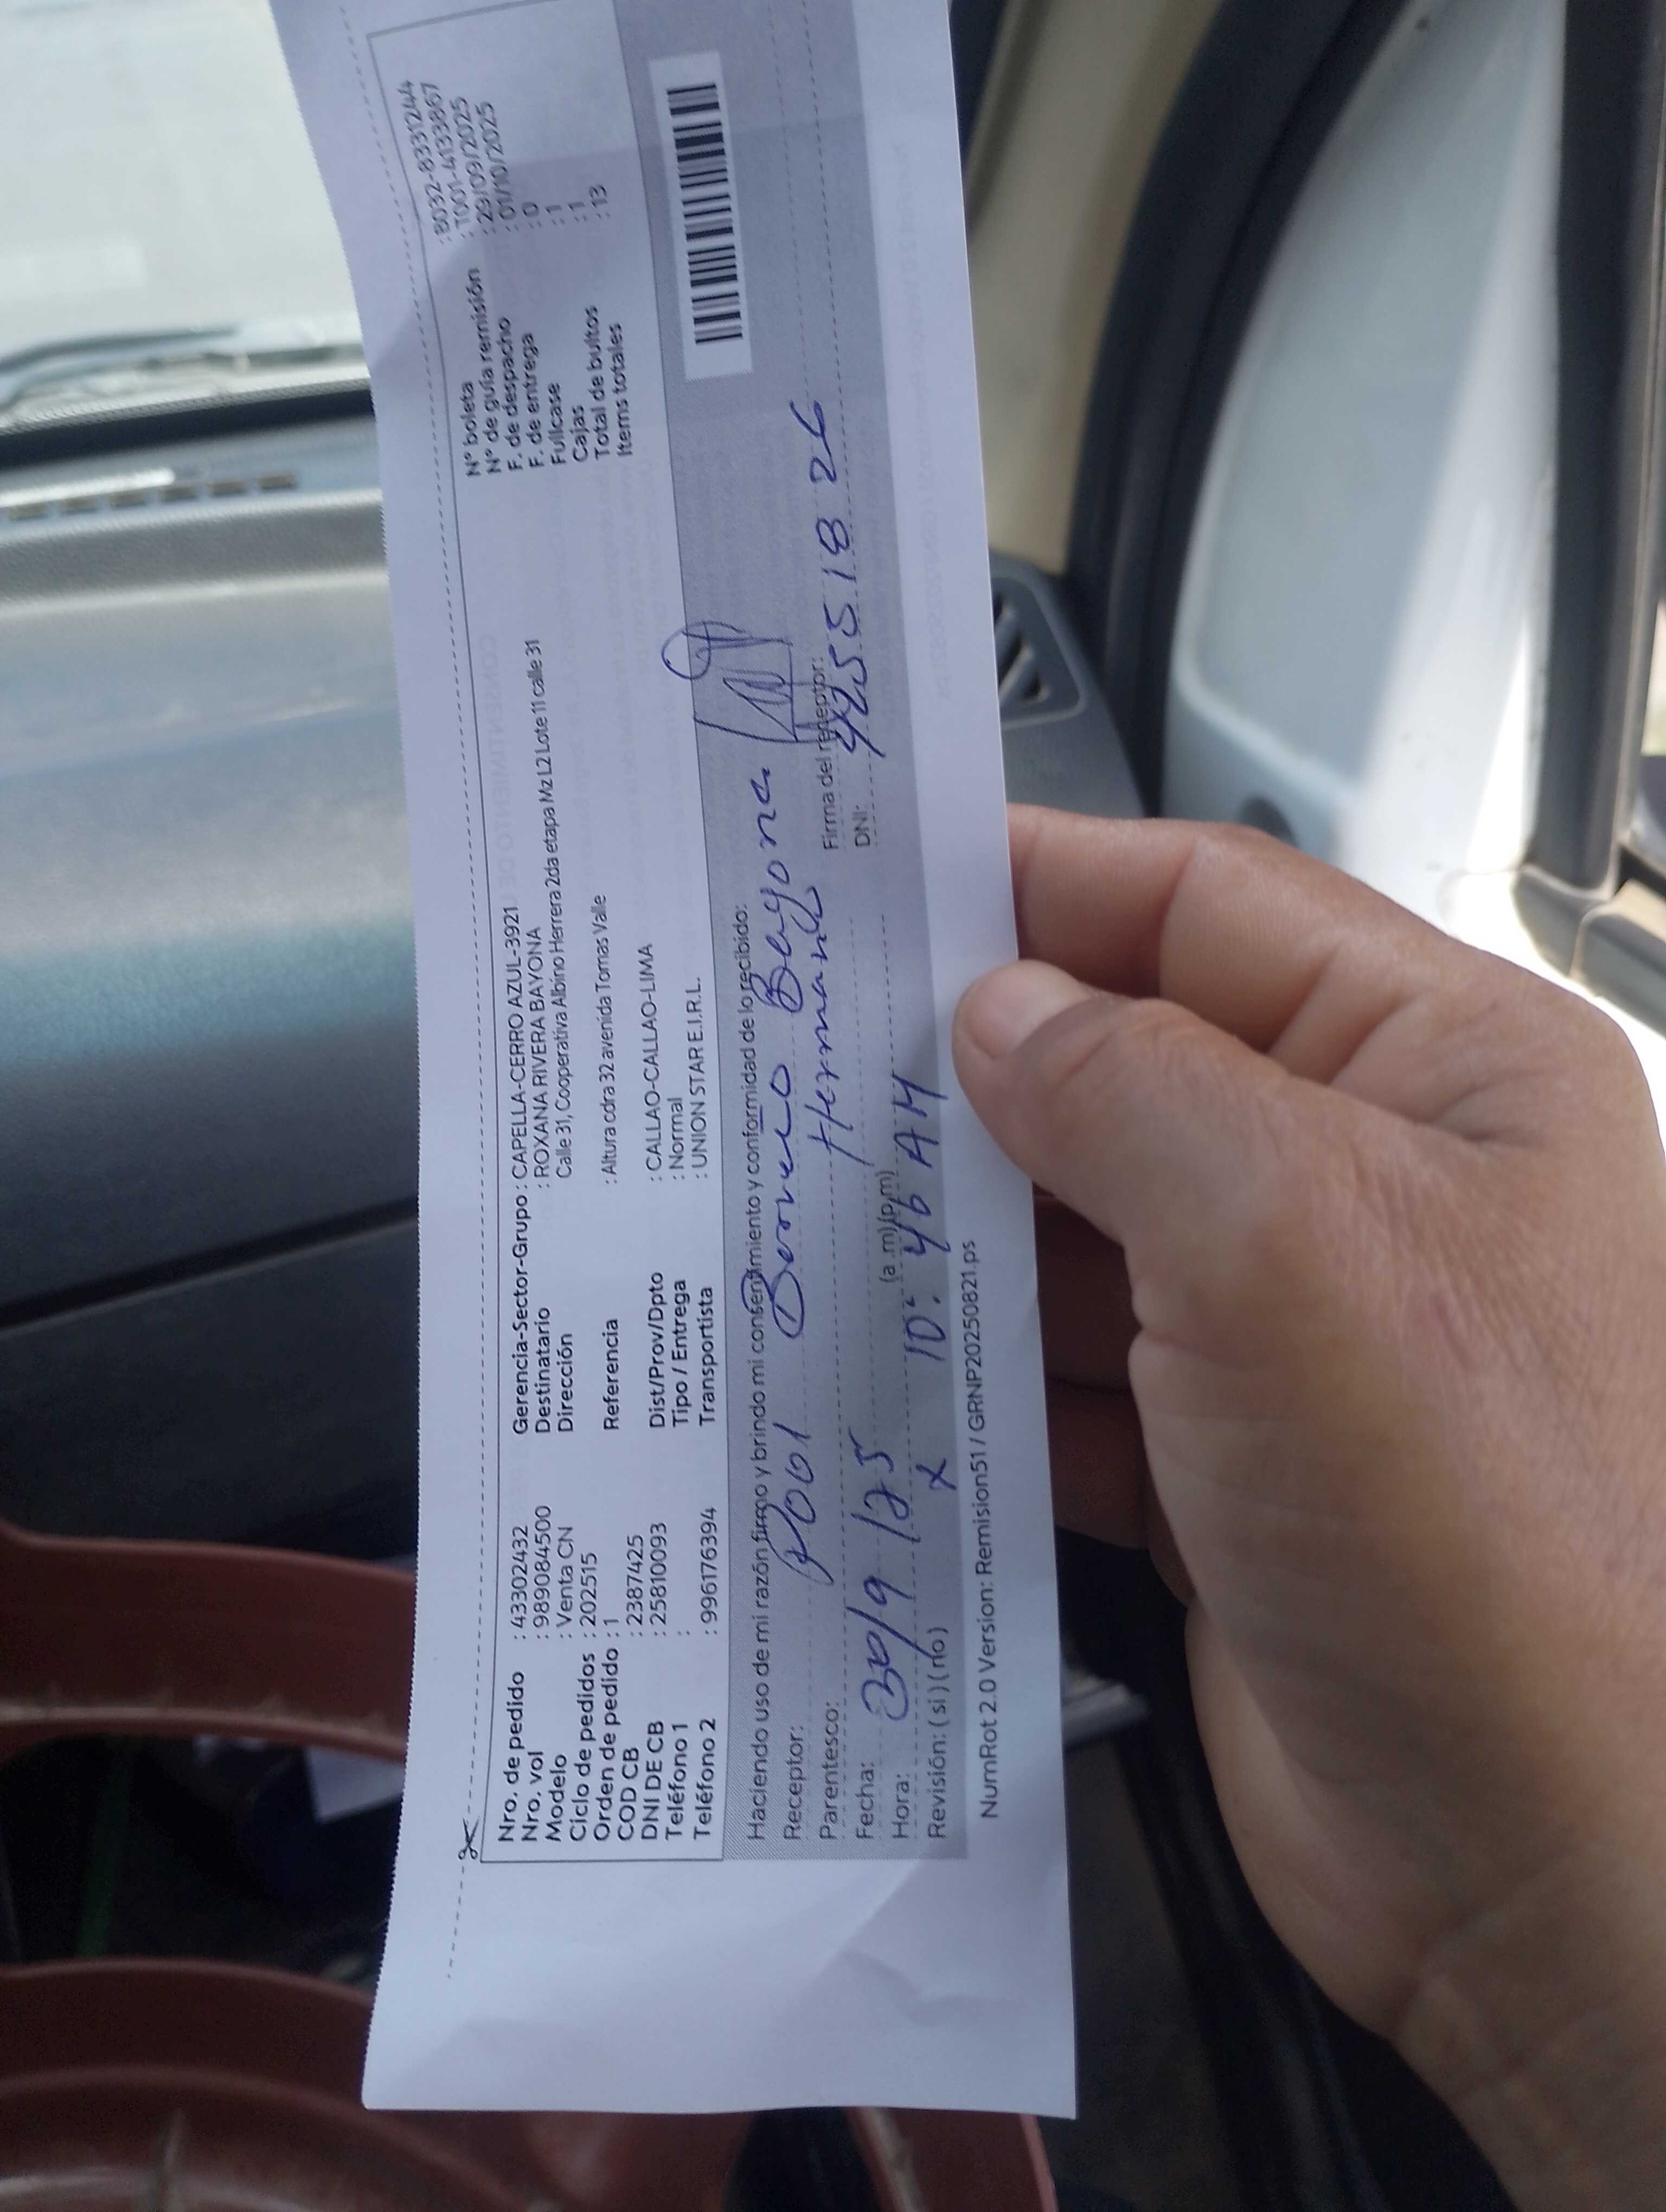 Nro. de pedido : 43302432
Nro. vol : 989084500
Modelo : Venta CN
Ciclo de pedidos : 202515
Orden de pedido : 1
COD CB : 2387425
DNI DE CB : 25810093
Teléfono 1 :
Teléfono 2 : 996176394
Gerencia-Sector-Grupo : CAPELLA-CERRO AZUL-3921
Destinatario : ROXANA RIVERA BAYONA
Dirección Calle 31, Cooperativa Albino Herrera 2da etapa Mz L2 Lote 11 calle 31
Referencia : Altura cdra 32 avenida Tomas Valle
Dist/Prov/Dpto : CALLAO-CALLAO-LIMA
Tipo / Entrega : Normal
Transportista : UNION STAR E.I.R.L.
N° boleta : B032-8331244
N° de guía remisión : T001-4133867
F. de despacho : 29/09/2025
F. de entrega : 01/10/2025
Fullcase : 0
Cajas : 1
Total de bultos : 1
Items totales : 13
Haciendo uso de mi razón firmo y brindo mi consentimiento y conformidad de lo recibido:
Receptor: Bayona
Parentesco: Hermano
Firma del receptor:
Fecha: 30/9/25
DNI: 42551826
Hora: (a.m)(p.m) 10:46 AM
Revisión: ( si ) ( no ) x
NumRot 2.0 Version: Remision51 / GRNP20250821.ps